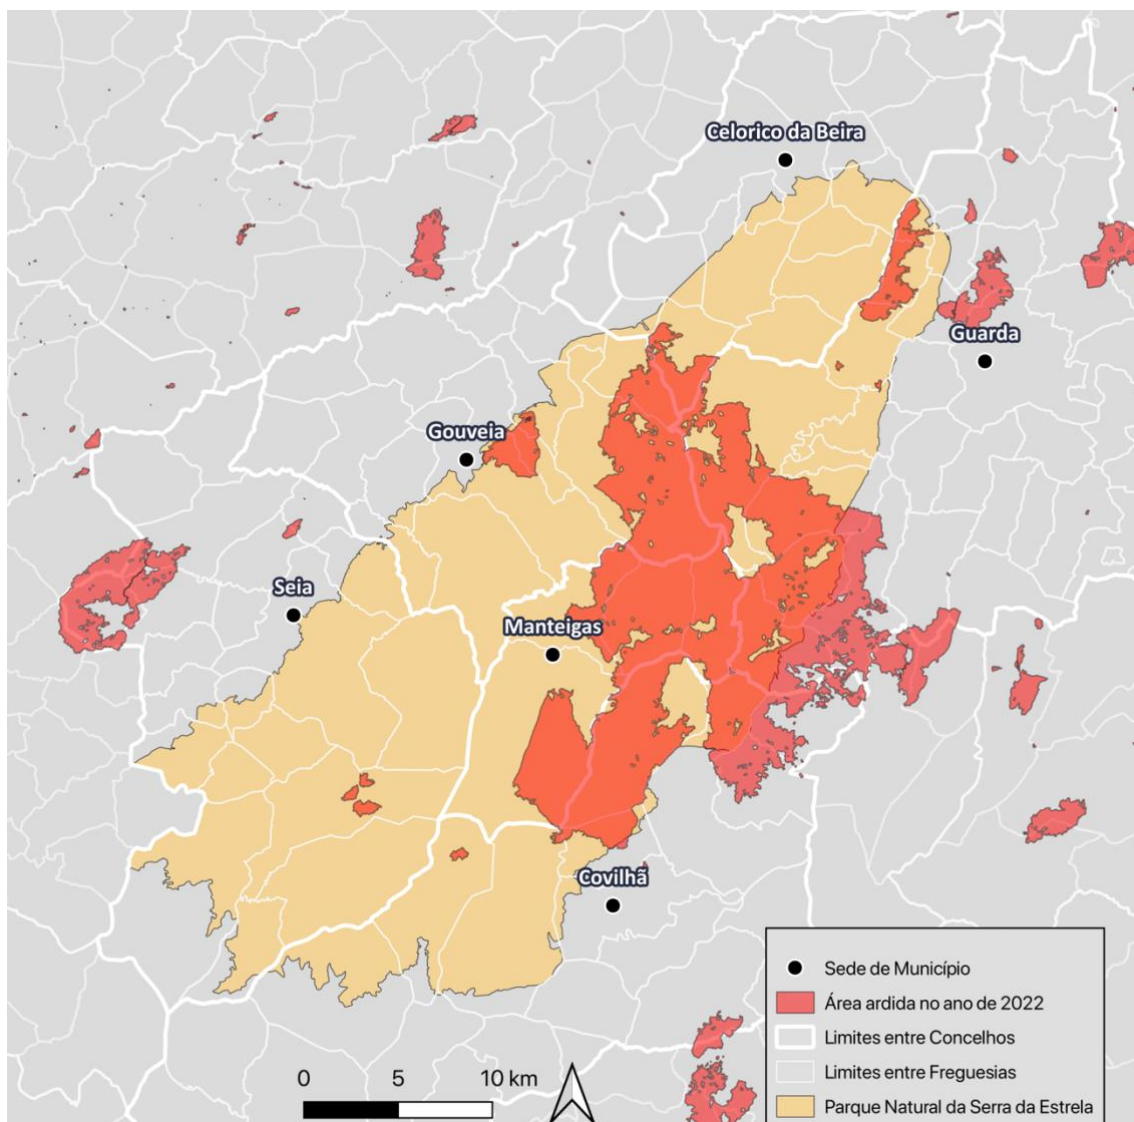 Celorico da Beira
Guarda
Gouveia
Seia
Manteigas
Covilhã
Sede de Município
Área ardida no ano de 2022
Limites entre Concelhos
Limites entre Freguesias
Parque Natural da Serra da Estrela
0 5 10 km